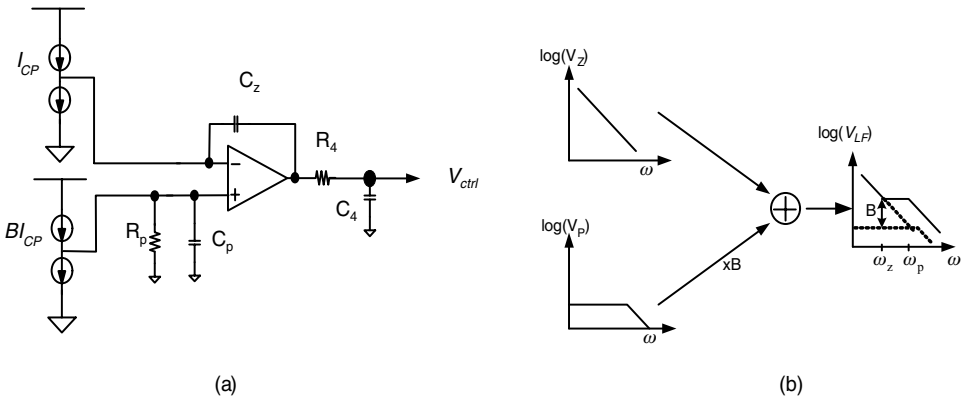 I_CP
C_z
R_4
V_ctrl
C_4
BI_CP
R_p
C_p
−
+
(a)
log(V_Z)
ω
log(V_P)
ω
xB
log(V_LF)
B
ω_z
ω_p
ω
(b)